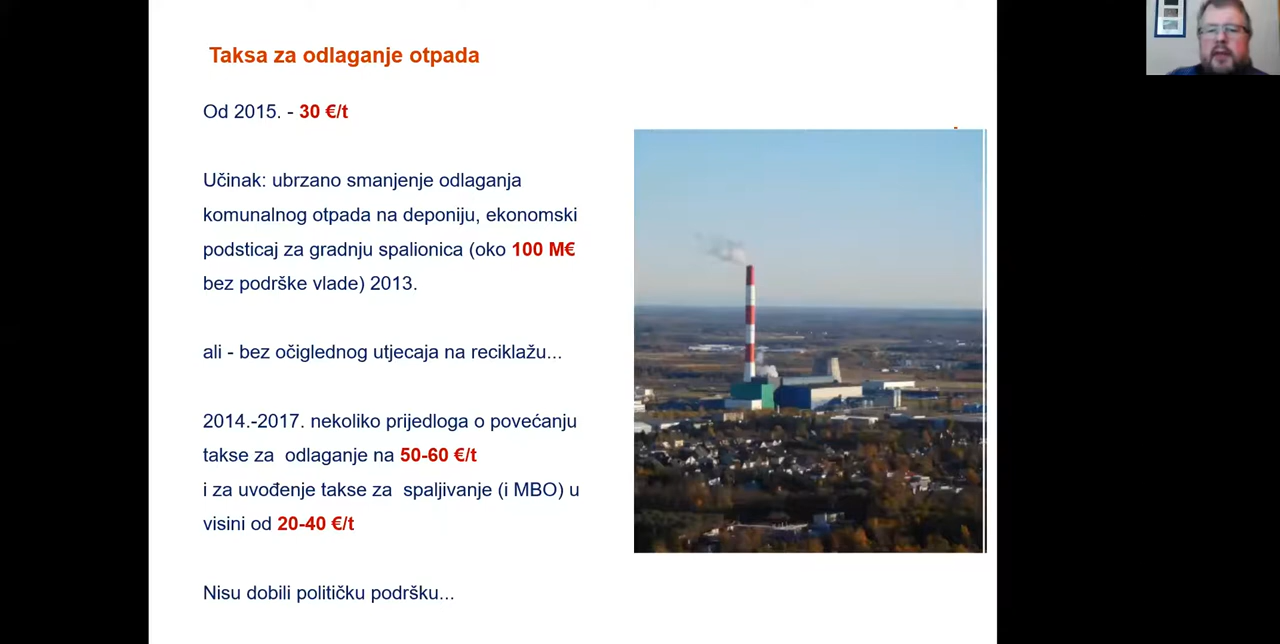 Taksa za odlaganje otpada
Od 2015. - 30 €/t
Učinak: ubrzano smanjenje odlaganja
komunalnog otpada na deponiju, ekonomski
podsticaj za gradnju spalionica (oko 100 M€
bez podrške vlade) 2013.
ali - bez očiglednog utjecaja na reciklažu...
2014.-2017. nekoliko prijedloga o povećanju
takse za  odlaganje na 50-60 €/t
i za uvođenje takse za  spaljivanje (i MBO) u
visini od 20-40 €/t
Nisu dobili političku podršku...